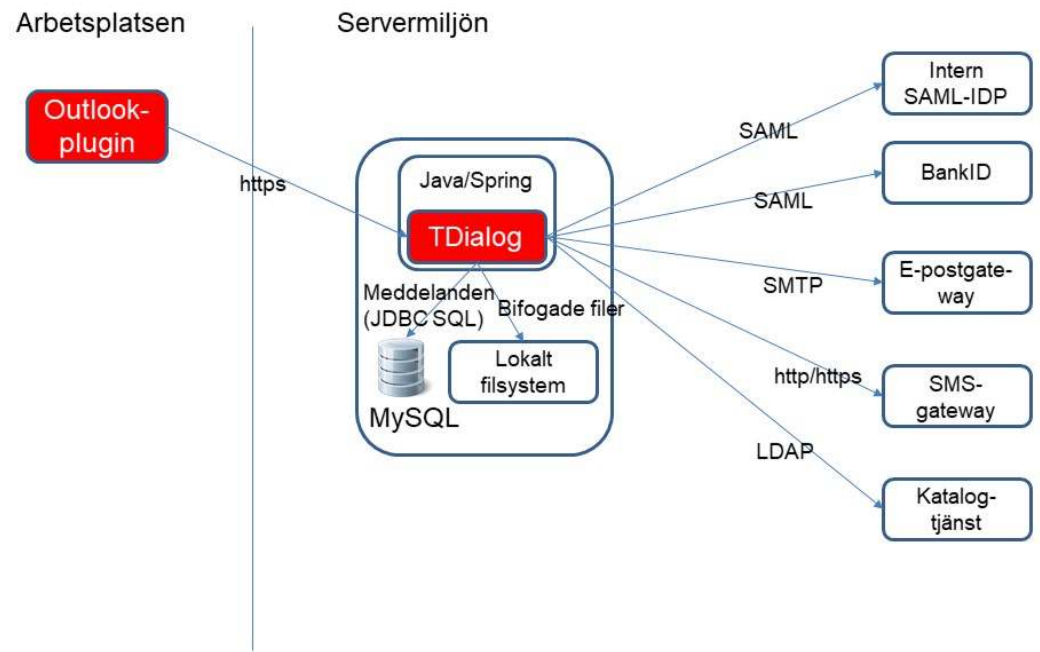 Arbetsplatsen
Servermiljön
Outlook-
plugin
https
Java/Spring
TDialog
Meddelanden
(JDBC SQL)
Bifogade filer
MySQL
Lokalt
filsystem
SAML
Intern
SAML-IDP
SAML
BankID
SMTP
E-postgate-
way
http/https
SMS-
gateway
LDAP
Katalog-
tjänst